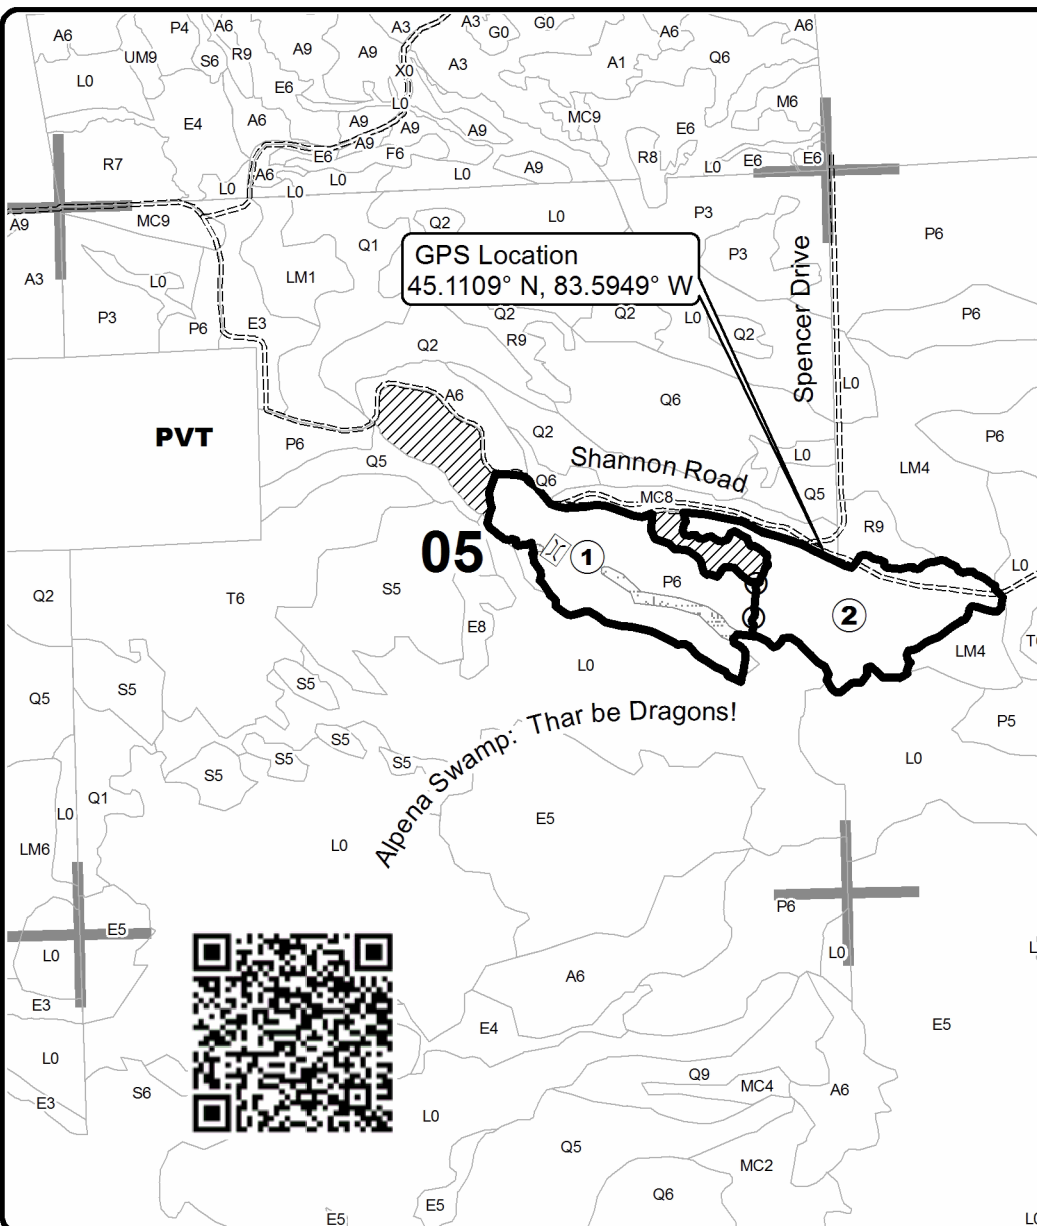 A6
P4
A6
A3
A3
G0
G0
A6
A6
UM9
S6
R9
A9
A9
X0
A3
A1
Q6
L0
E6
L0
MC9
M6
E4
A6
A9
A9
A9
A9
E6
R7
E6
F6
A9
R8
L0
E6
E6
L0
A6
L0
L0
L0
A9
MC9
Q2
L0
P3
P6
A3
Q1
P3
L0
LM1
GPS Location
45.1109° N, 83.5949° W
Spencer Drive
P3
P6
E3
Q2
R9
Q2
L0
Q2
P6
Q2
L0
A6
Q6
PVT
P6
Q5
Q2
L0
P6
LM4
Shannon Road
Q6
MC8
Q5
R9
05
1
P6
2
L0
Q2
T6
S5
E8
L0
LM4
Q5
S5
S5
P5
Alpena Swamp: Thar be Dragons!
S5
S5
S5
S5
L0
Q1
L0
E5
LM6
L0
E5
P6
L0
L0
E3
A6
E4
E5
L0
E3
S6
L0
Q9
MC4
A6
Q5
MC2
Q6
E5
E5